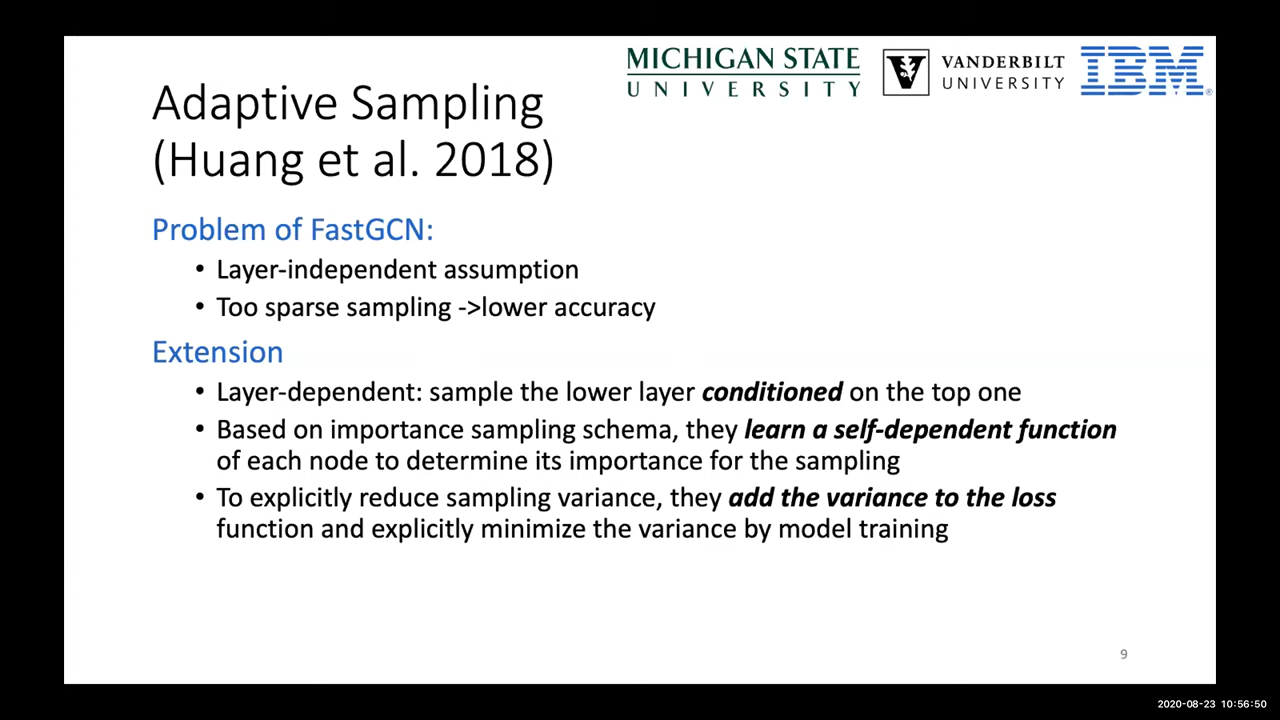 MICHIGAN STATE
UNIVERSITY
VANDERBILT
UNIVERSITY
IBM
®
Adaptive Sampling
(Huang et al. 2018)
Problem of FastGCN:
• Layer-independent assumption
• Too sparse sampling ->lower accuracy
Extension
• Layer-dependent: sample the lower layer conditioned on the top one
• Based on importance sampling schema, they learn a self-dependent function
of each node to determine its importance for the sampling
• To explicitly reduce sampling variance, they add the variance to the loss
function and explicitly minimize the variance by model training
9
2020-08-23 10:56:50